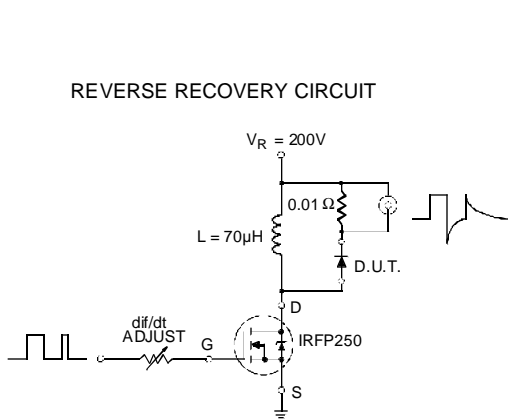 REVERSE RECOVERY CIRCUIT
VR = 200V
0.01 Ω
L = 70µH
D.U.T.
D
dif/dt
ADJUST
G
IRFP250
S